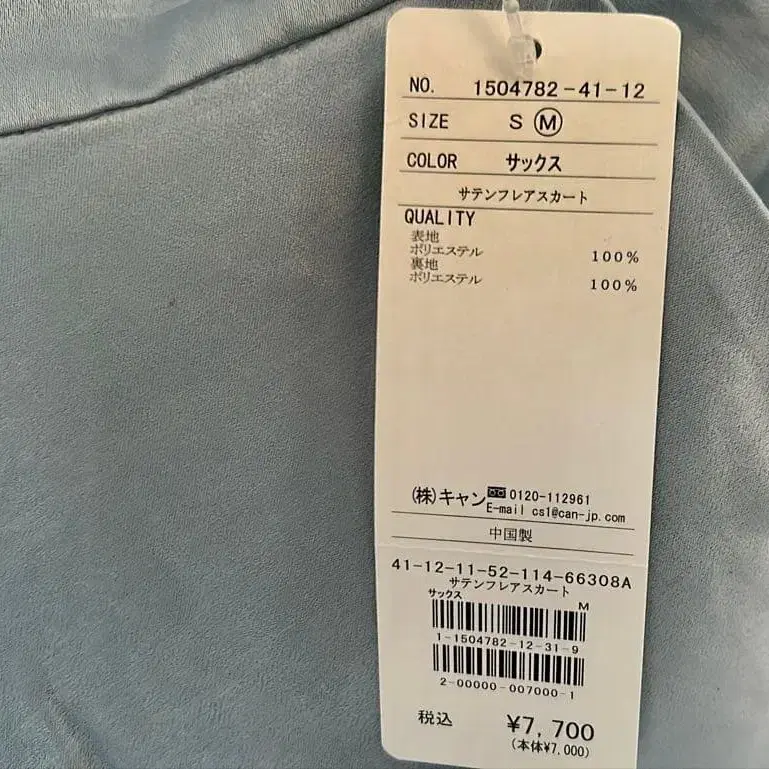 NO. 1504782-41-12
SIZE S Ⓜ
COLOR サックス
サテンフレアスカート
QUALITY
表地
ポリエステル 100%
裏地
ポリエステル 100%
(株)キャン 0120-112961
E-mail cs1@can-jp.com
中国製
41-12-11-52-114-66308A
サテンフレアスカート
サックス M
1-1504782-12-31-9
2-00000-007000-1
税込 ¥7,700
(本体¥7,000)